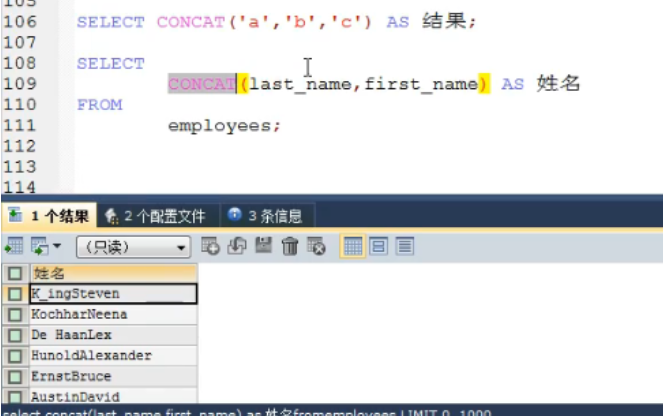 105
106 SELECT CONCAT('a','b','c') AS 结果;
107
108 SELECT
109 CONCAT(last_name,first_name) AS 姓名
110 FROM
111 employees;
112
113
114
1 个结果 2 个配置文件 3 条信息
(只读)
姓名
K_ingSteven
KochharNeena
De HaanLex
HunoldAlexander
ErnstBruce
AustinDavid
select concat(last_name,first_name) as 姓名fromemployees LIMIT 0, 1000